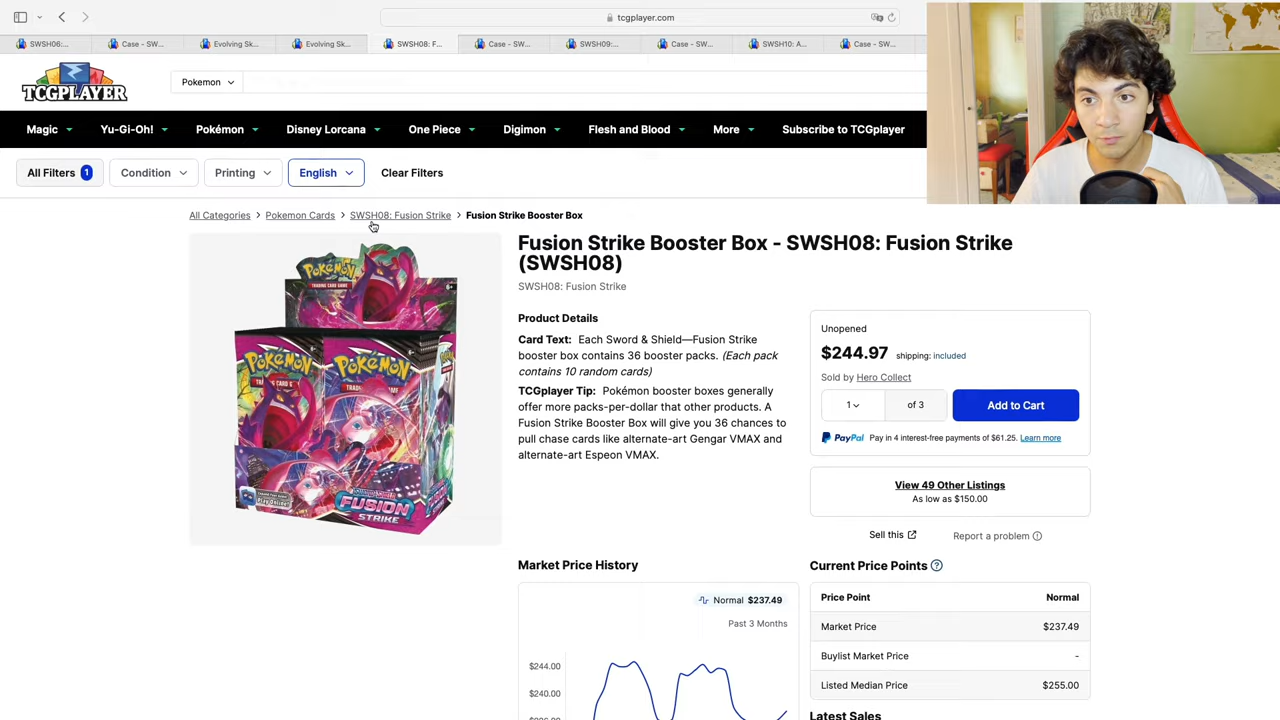 tcgplayer.com
SWSH06:...
Case - SW...
Evolving Sk...
Evolving Sk...
SWSH08: F...
Case - SW...
SWSH09:...
Case - SW...
SWSH10: A...
Case - SW...
TCGPLAYER
Pokemon
Magic Yu-Gi-Oh! Pokémon Disney Lorcana One Piece Digimon Flesh and Blood More Subscribe to TCGplayer
All Filters 1 Condition Printing English Clear Filters
All Categories > Pokemon Cards > SWSH08: Fusion Strike > Fusion Strike Booster Box
Fusion Strike Booster Box - SWSH08: Fusion Strike
(SWSH08)
SWSH08: Fusion Strike
Product Details
Card Text: Each Sword & Shield—Fusion Strike
booster box contains 36 booster packs. (Each pack
contains 10 random cards)
TCGplayer Tip: Pokémon booster boxes generally
offer more packs-per-dollar that other products. A
Fusion Strike Booster Box will give you 36 chances to
pull chase cards like alternate-art Gengar VMAX and
alternate-art Espeon VMAX.
Pokémon
TRADING CARD GAME
Pokémon
Pokémon
FUSION
STRIKE
Unopened
$244.97 shipping: included
Sold by Hero Collect
1 of 3 Add to Cart
PayPal Pay in 4 interest-free payments of $61.25. Learn more
View 49 Other Listings
As low as $150.00
Sell this Report a problem
Market Price History
Normal $237.49
Past 3 Months
$244.00
$240.00
Current Price Points ?
Price Point Normal
Market Price $237.49
Buylist Market Price -
Listed Median Price $255.00
Latest Sales